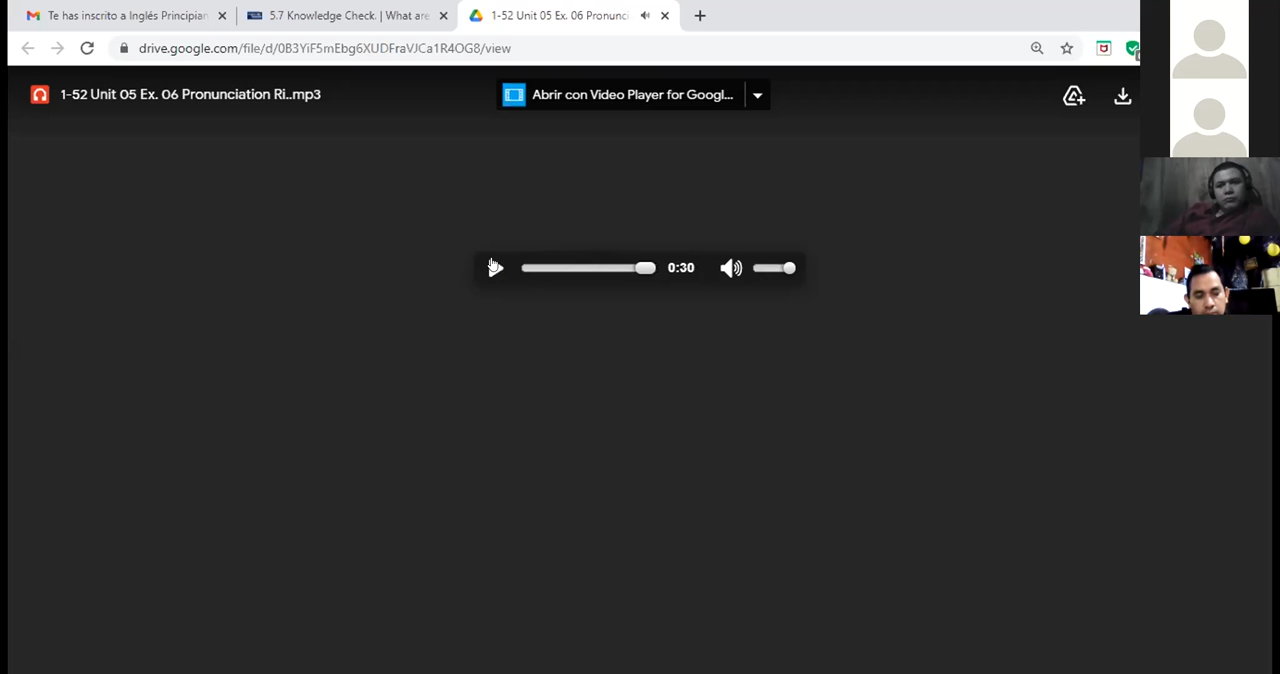 Te has inscrito a Inglés Principian
5.7 Knowledge Check. | What are
1-52 Unit 05 Ex. 06 Pronunci
drive.google.com/file/d/0B3YiF5mEbg6XUDFraVJCa1R4OG8/view
1-52 Unit 05 Ex. 06 Pronunciation Ri..mp3
Abrir con Video Player for Googl...
0:30